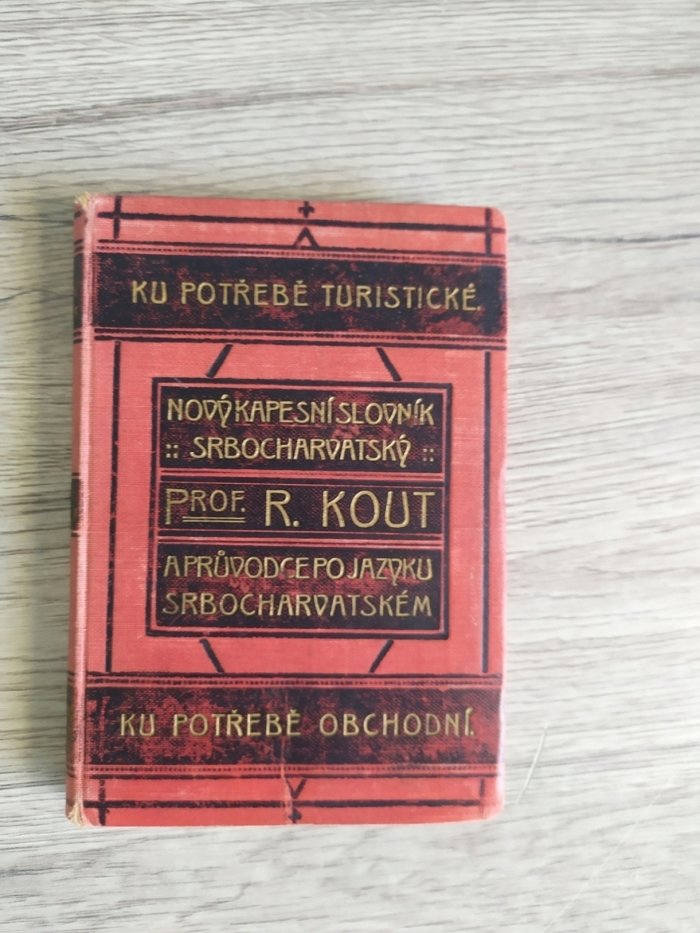 KU POTŘEBĚ TURISTICKÉ.
NOVÝ KAPESNÍ SLOVNÍK
:: SRBOCHARVATSKÝ ::
PROF. R. KOUT
A PRŮVODCE PO JAZYKU
SRBOCHARVATSKÉM
KU POTŘEBĚ OBCHODNÍ.